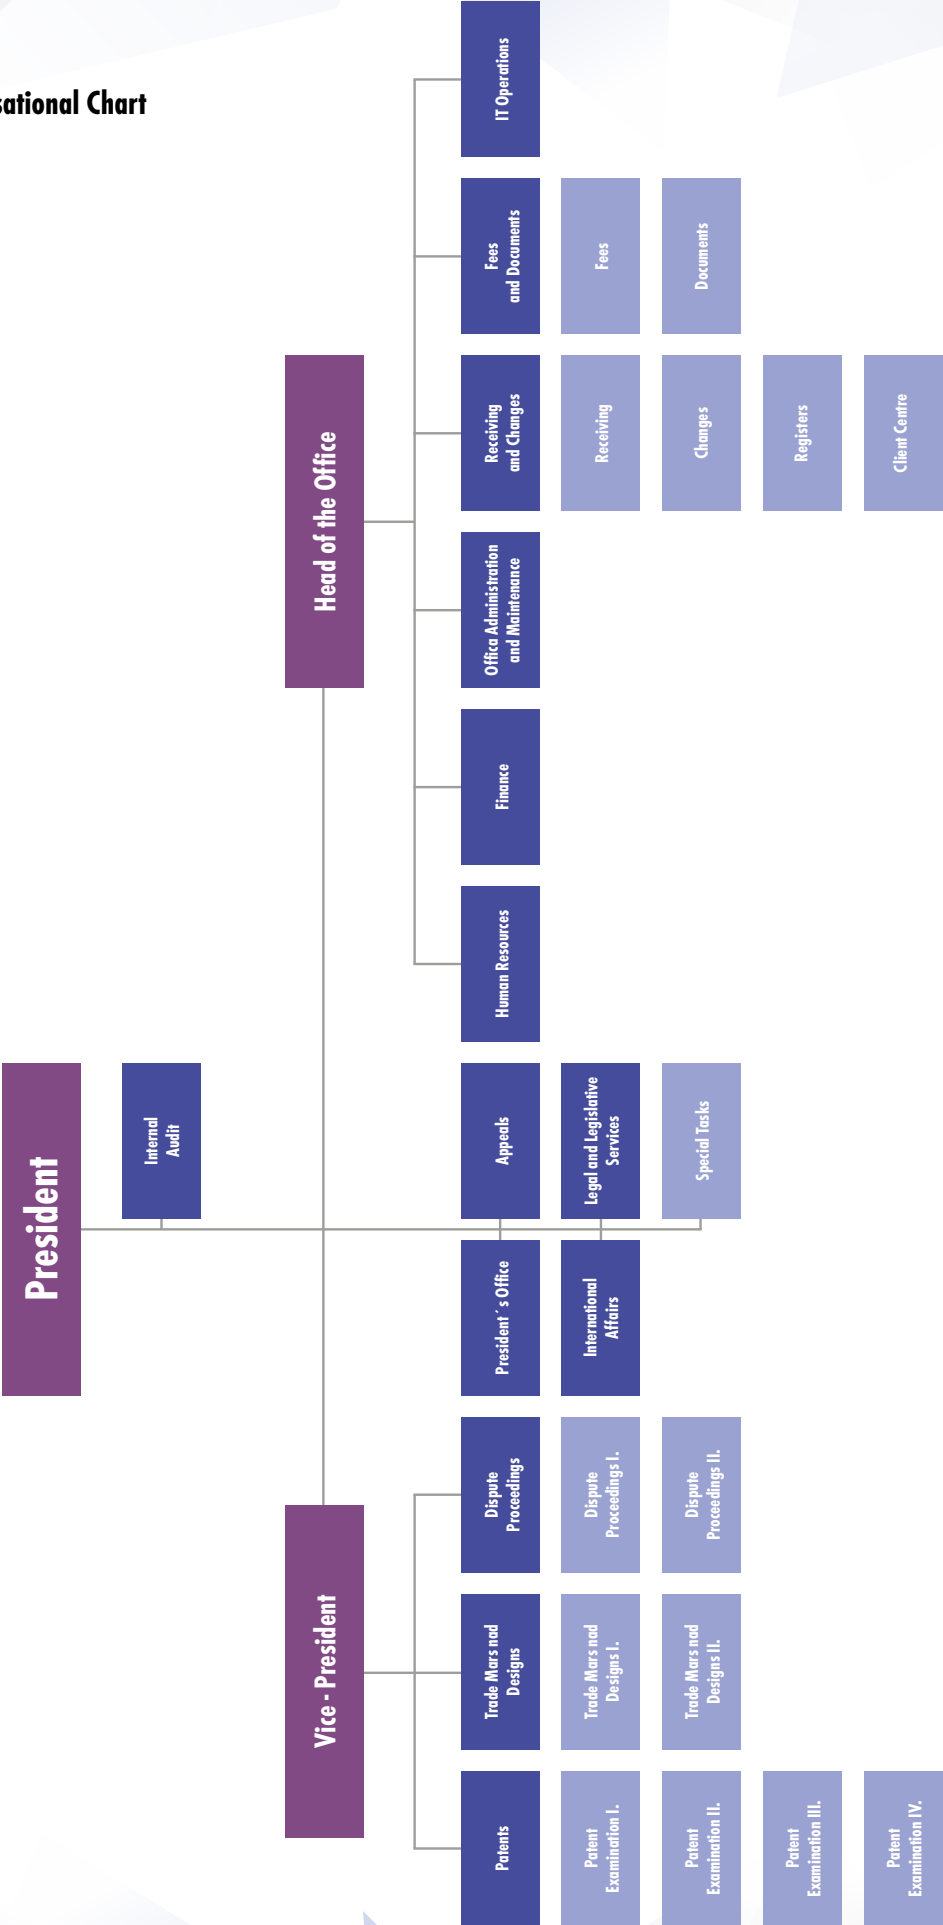 sational Chart
President
Internal
Audit
Vice - President
Head of the Office
Patents
Trade Mars nad
Designs
Dispute
Proceedings
President´s Office
Appeals
Human Resources
Finance
Offica Administration
and Maintenance
Receiving
and Changes
Fees
and Documents
IT Operations
Patent
Examination I.
Trade Mars nad
Designs I.
Dispute
Proceedings I.
International
Affairs
Legal and Legislative
Services
Receiving
Fees
Patent
Examination II.
Trade Mars nad
Designs II.
Dispute
Proceedings II.
Special Tasks
Changes
Documents
Patent
Examination III.
Registers
Patent
Examination IV.
Client Centre